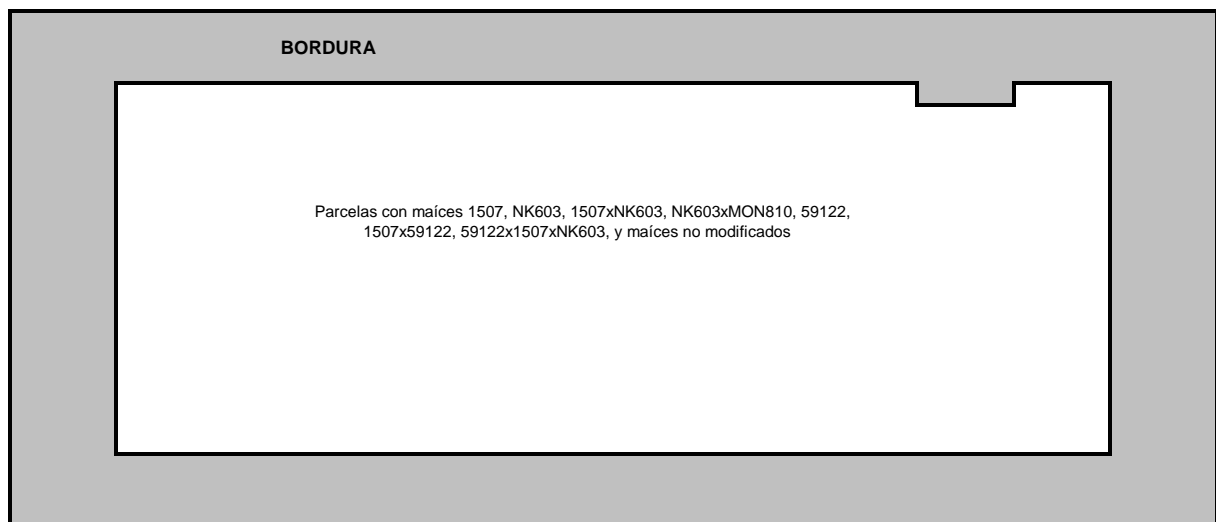 BORDURA
Parcelas con maíces 1507, NK603, 1507xNK603, NK603xMON810, 59122,
1507x59122, 59122x1507xNK603, y maíces no modificados